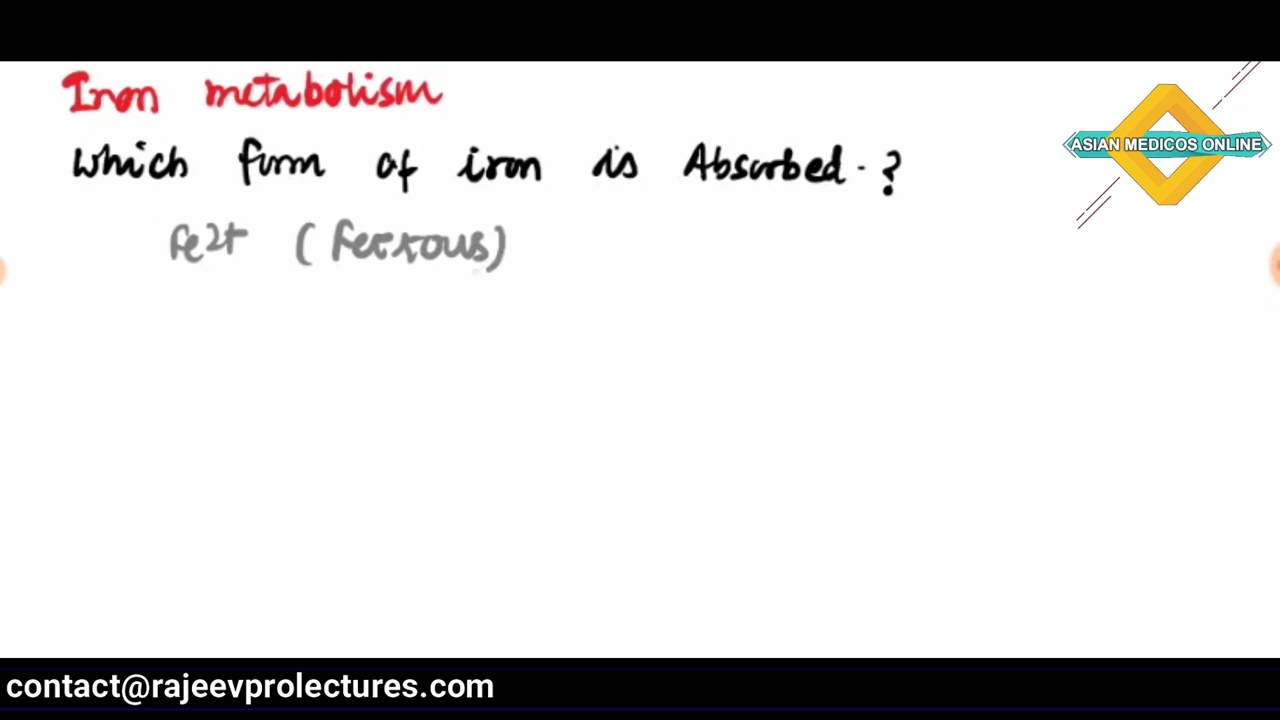 Iron metabolism
Which form of iron is Absorbed - ?
Fe2+ (Ferrous)
ASIAN MEDICOS ONLINE
contact@rajeevprolectures.com